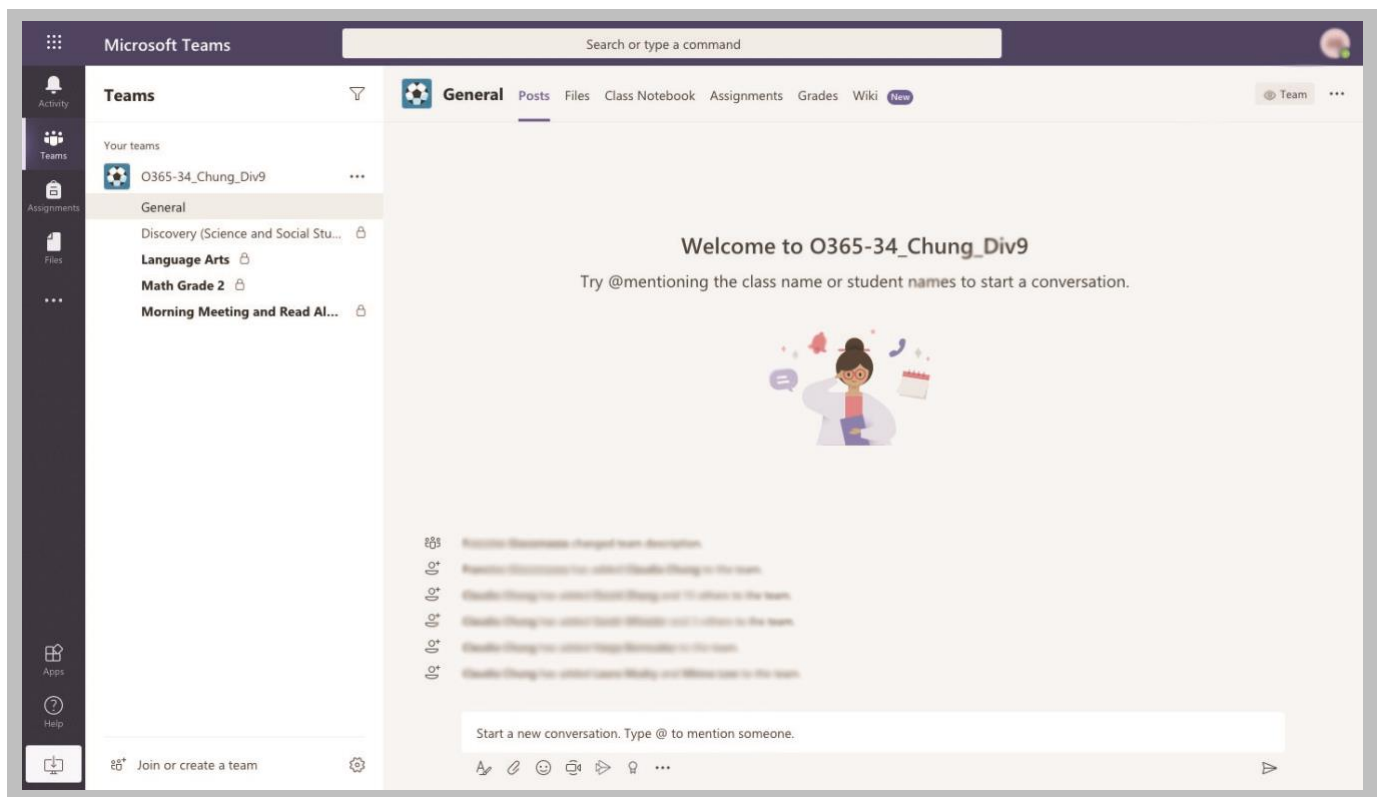 Microsoft Teams
Search or type a command
Activity
Teams
Assignments
Files
Apps
Help
Teams
Your teams
O365-34_Chung_Div9
General
Discovery (Science and Social Stu...
Language Arts
Math Grade 2
Morning Meeting and Read Al...
Join or create a team
General Posts Files Class Notebook Assignments Grades Wiki New
Team
Welcome to O365-34_Chung_Div9
Try @mentioning the class name or student names to start a conversation.
Start a new conversation. Type @ to mention someone.